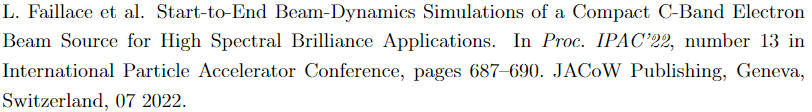 L. Faillace et al. Start-to-End Beam-Dynamics Simulations of a Compact C-Band Electron
Beam Source for High Spectral Brilliance Applications. In Proc. IPAC'22, number 13 in
International Particle Accelerator Conference, pages 687–690. JACoW Publishing, Geneva,
Switzerland, 07 2022.